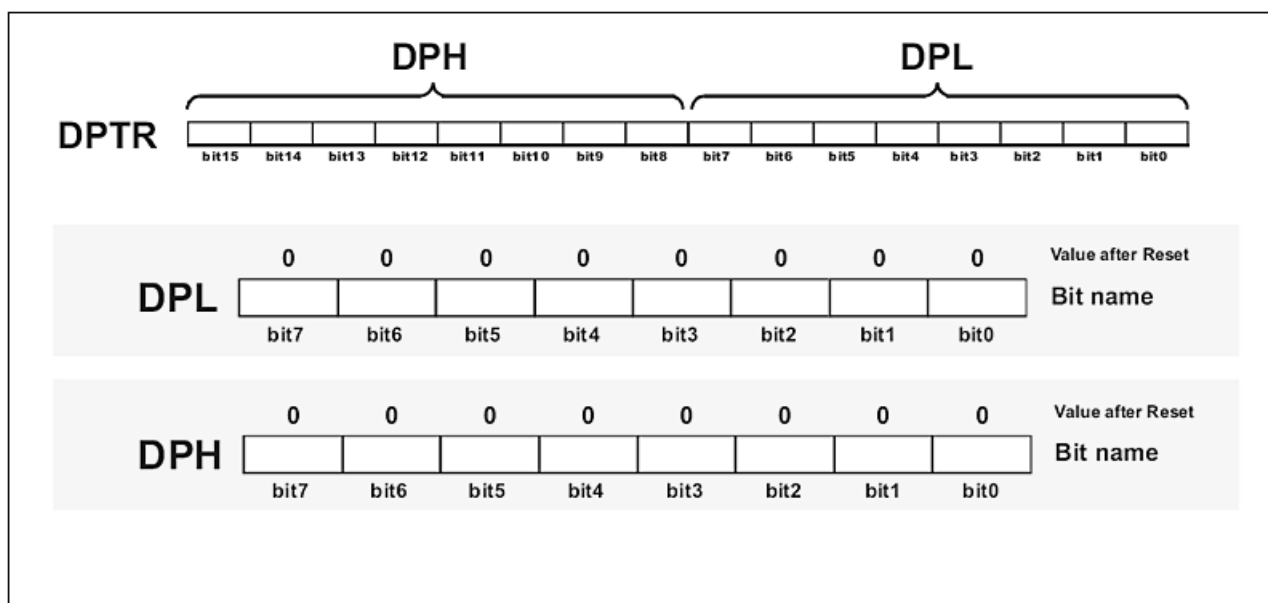 DPH DPL
DPTR
bit15 bit14 bit13 bit12 bit11 bit10 bit9 bit8 bit7 bit6 bit5 bit4 bit3 bit2 bit1 bit0
0 0 0 0 0 0 0 0 Value after Reset
DPL Bit name
bit7 bit6 bit5 bit4 bit3 bit2 bit1 bit0
0 0 0 0 0 0 0 0 Value after Reset
DPH Bit name
bit7 bit6 bit5 bit4 bit3 bit2 bit1 bit0